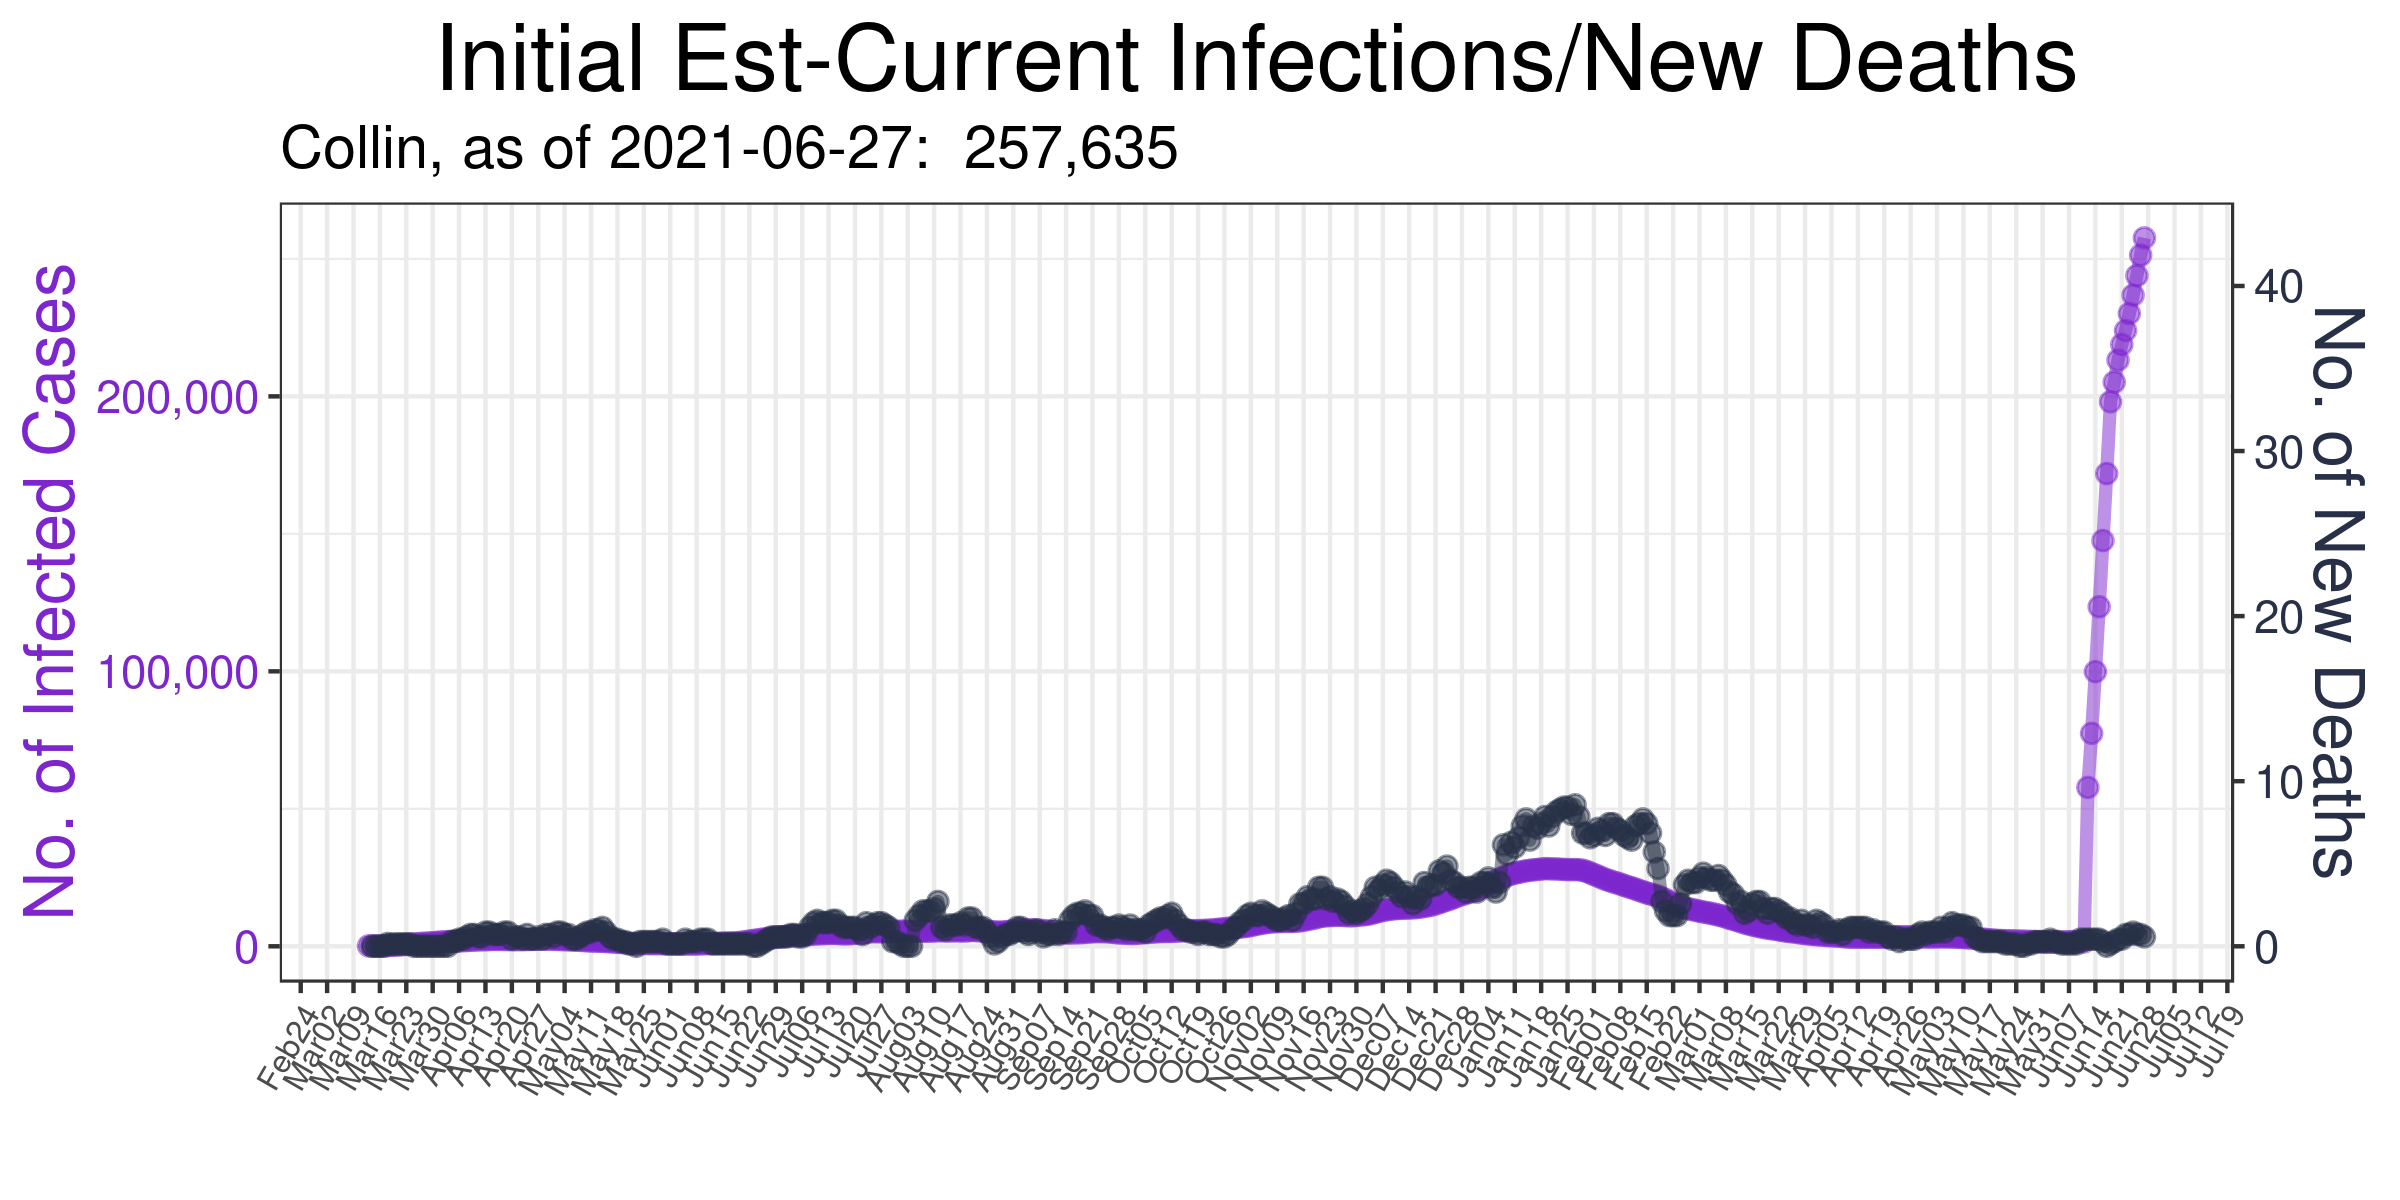 Initial Est-Current Infections/New Deaths
Collin, as of 2021-06-27: 257,635
No. of Infected Cases
200,000
100,000
0
40
30
20
10
0
No. of New Deaths
Feb24
Mar02
Mar09
Mar16
Mar23
Mar30
Apr06
Apr13
Apr20
Apr27
May04
May11
May18
May25
Jun01
Jun08
Jun15
Jun22
Jun29
Jul06
Jul13
Jul20
Jul27
Aug03
Aug10
Aug17
Aug24
Aug31
Sep07
Sep14
Sep21
Sep28
Oct05
Oct12
Oct19
Oct26
Nov02
Nov09
Nov16
Nov23
Nov30
Dec07
Dec14
Dec21
Dec28
Jan04
Jan11
Jan18
Jan25
Feb01
Feb08
Feb15
Feb22
Mar01
Mar08
Mar15
Mar22
Mar29
Apr05
Apr12
Apr19
Apr26
May03
May10
May17
May24
May31
Jun07
Jun14
Jun21
Jun28
Jul05
Jul12
Jul19